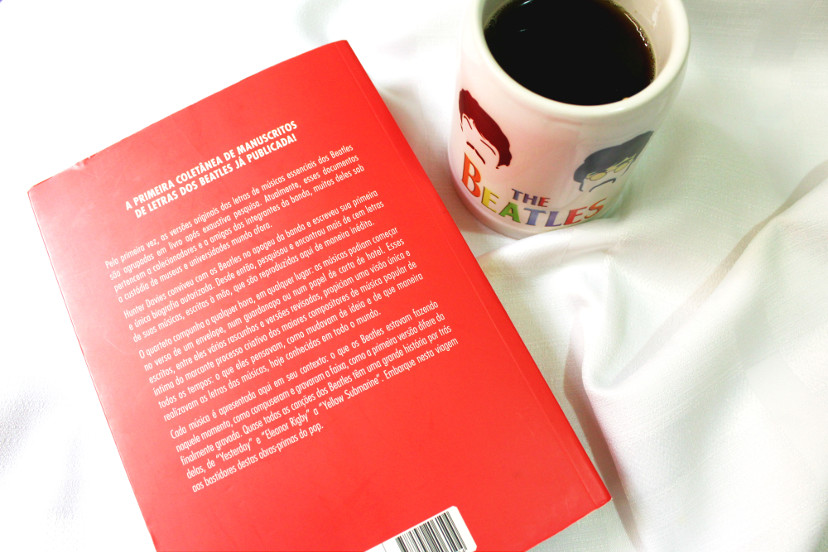 A PRIMEIRA COLETÂNEA DE MANUSCRITOS
DE LETRAS DOS BEATLES JÁ PUBLICADA!
Pela primeira vez, as versões originais das letras de músicas essenciais dos Beatles
são agrupadas em livro após exaustiva pesquisa. Atualmente, esses documentos
pertencem a colecionadores e a amigos dos integrantes da banda, muitos deles sob
a custódia de museus e universidades mundo afora.
Hunter Davies conviveu com os Beatles no apogeu da banda e escreveu sua primeira
e única biografia autorizada. Desde então, pesquisou e encontrou mais de cem letras
de suas músicas, escritas à mão, que são reproduzidas aqui de maneira inédita.
O quarteto compunha a qualquer hora, em qualquer lugar: as músicas podiam começar
no verso de um envelope, num guardanapo ou num papel de carta de hotel. Esses
escritos, entre eles vários rascunhos e versões revisadas, propiciam uma visão única e
íntima do marcante processo criativo dos maiores compositores de música popular de
todos os tempos: o que eles pensavam, como mudavam de ideia e de que maneira
realizavam as letras das músicas, hoje conhecidas em todo o mundo.
Cada música é apresentada aqui em seu contexto: o que os Beatles estavam fazendo
naquele momento, como compuseram e gravaram a faixa, como a primeira versão difere da
finalmente gravada. Quase todas as canções dos Beatles têm uma grande história por trás
delas, de "Yesterday" e "Eleanor Rigby" a "Yellow Submarine". Embarque nesta viagem
aos bastidores destas obras-primas do pop.
THE
BEATLES